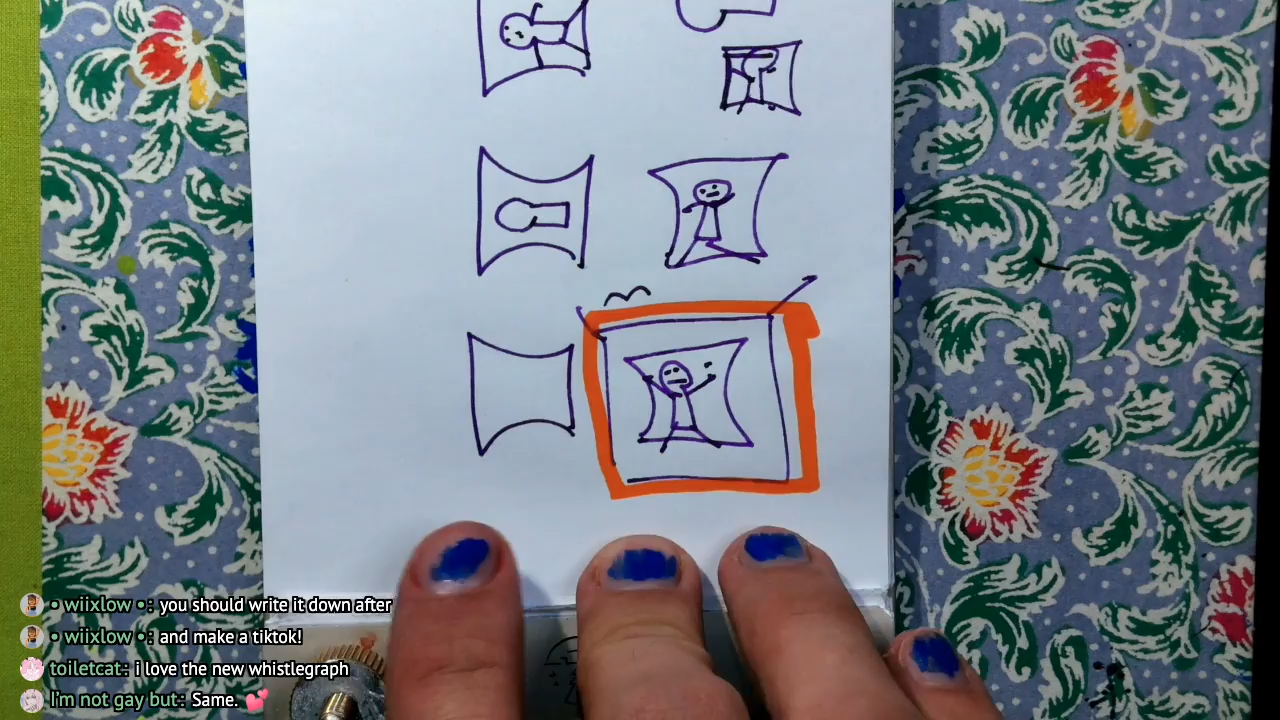 • wiixlow •: you should write it down after
• wiixlow •: and make a tiktok!
toiletcat: i love the new whistlegraph
I'm not gay but: Same. 💕